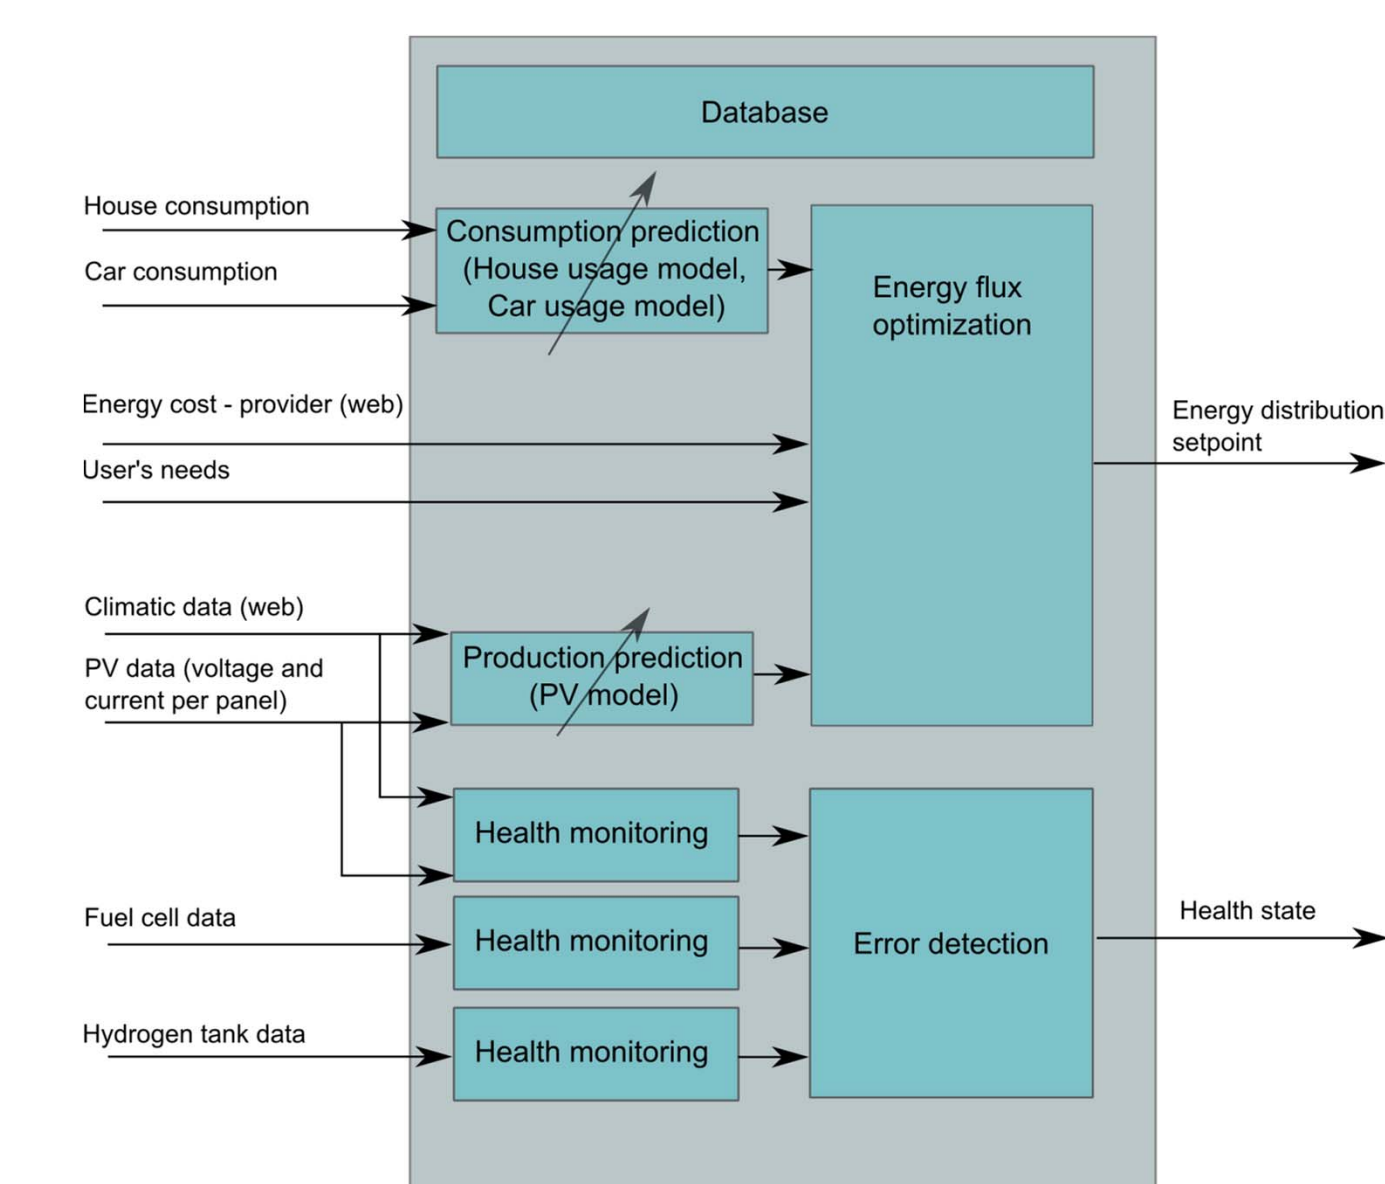 Database
House consumption
Car consumption
Consumption prediction
(House usage model,
Car usage model)
Energy flux
optimization
Energy cost - provider (web)
User's needs
Energy distribution
setpoint
Climatic data (web)
PV data (voltage and
current per panel)
Production prediction
(PV model)
Health monitoring
Fuel cell data
Health monitoring
Error detection
Health state
Hydrogen tank data
Health monitoring